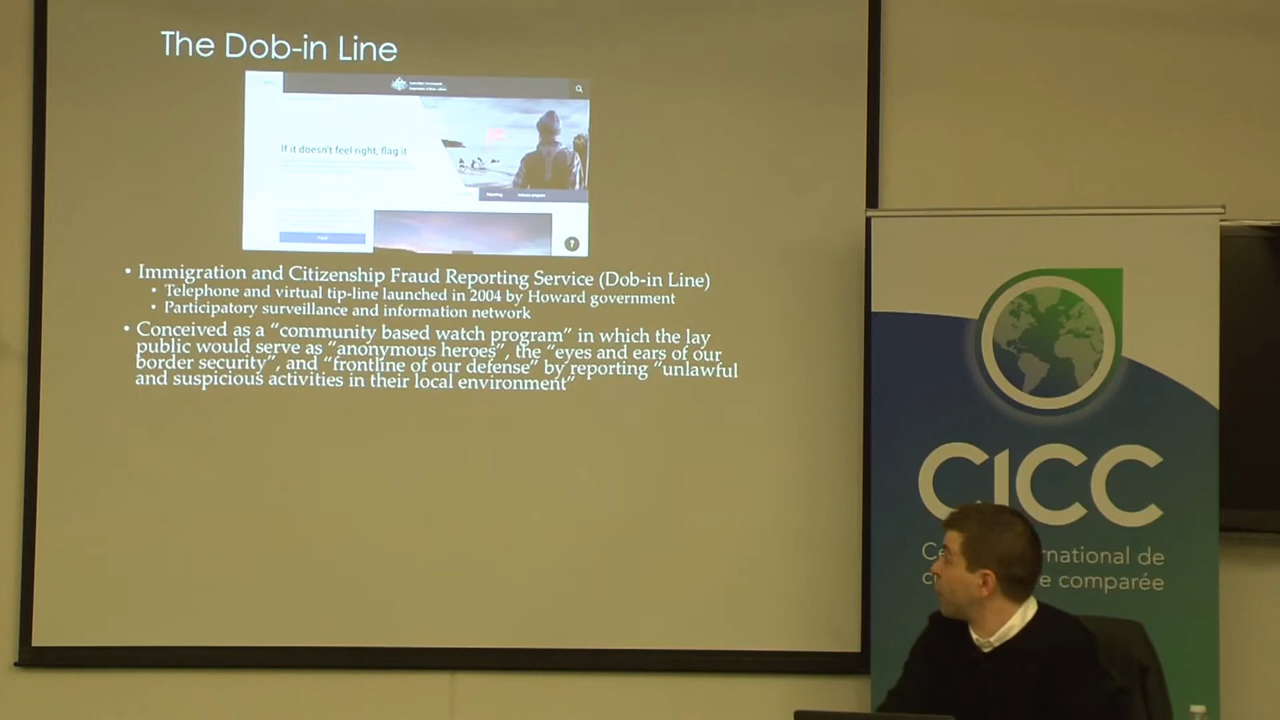 The Dob-in Line
Australian Government
If it doesn't feel right, flag it
Reporting
?
• Immigration and Citizenship Fraud Reporting Service (Dob-in Line)
• Telephone and virtual tip-line launched in 2004 by Howard government
• Participatory surveillance and information network
• Conceived as a “community based watch program” in which the lay
public would serve as “anonymous heroes”, the “eyes and ears of our
border security”, and “frontline of our defense” by reporting “unlawful
and suspicious activities in their local environment”
CICC
Ce rnational de
c e comparée